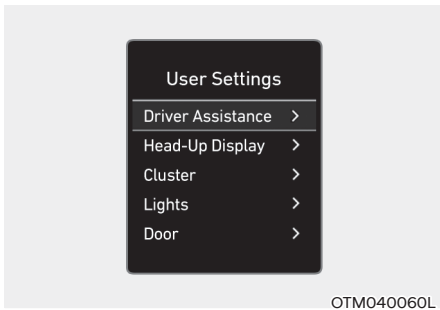 User Settings
Driver Assistance >
Head-Up Display >
Cluster >
Lights >
Door >
OTM040060L